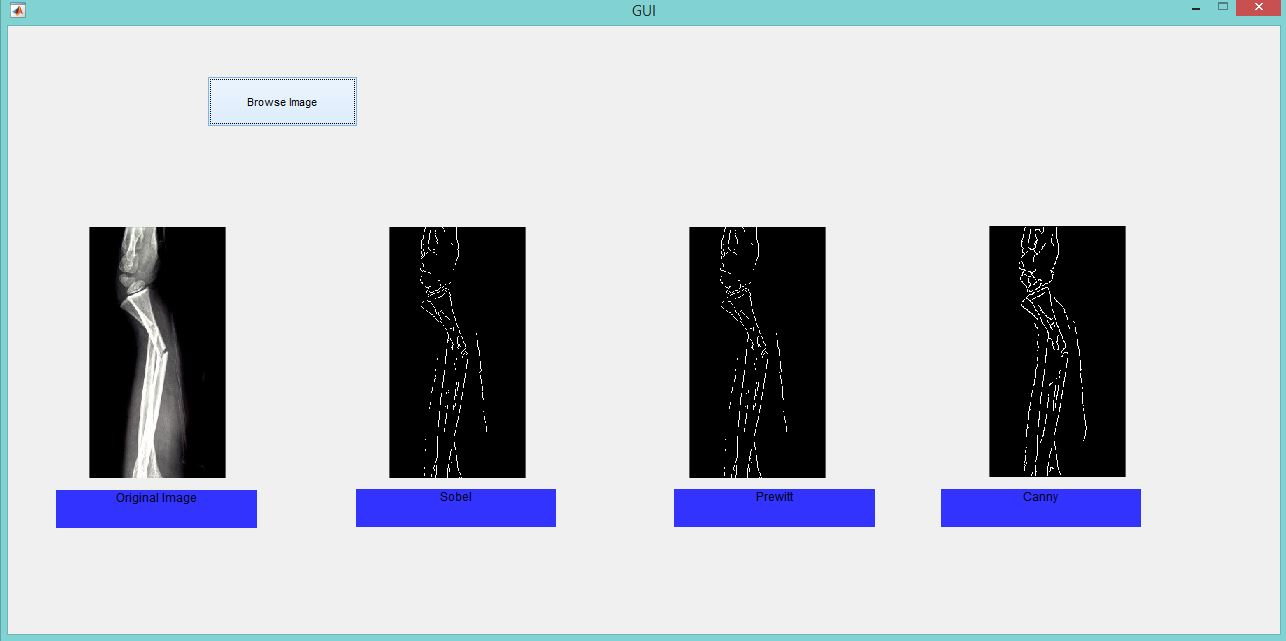 GUI
Browse Image
Original Image
Sobel
Prewitt
Canny